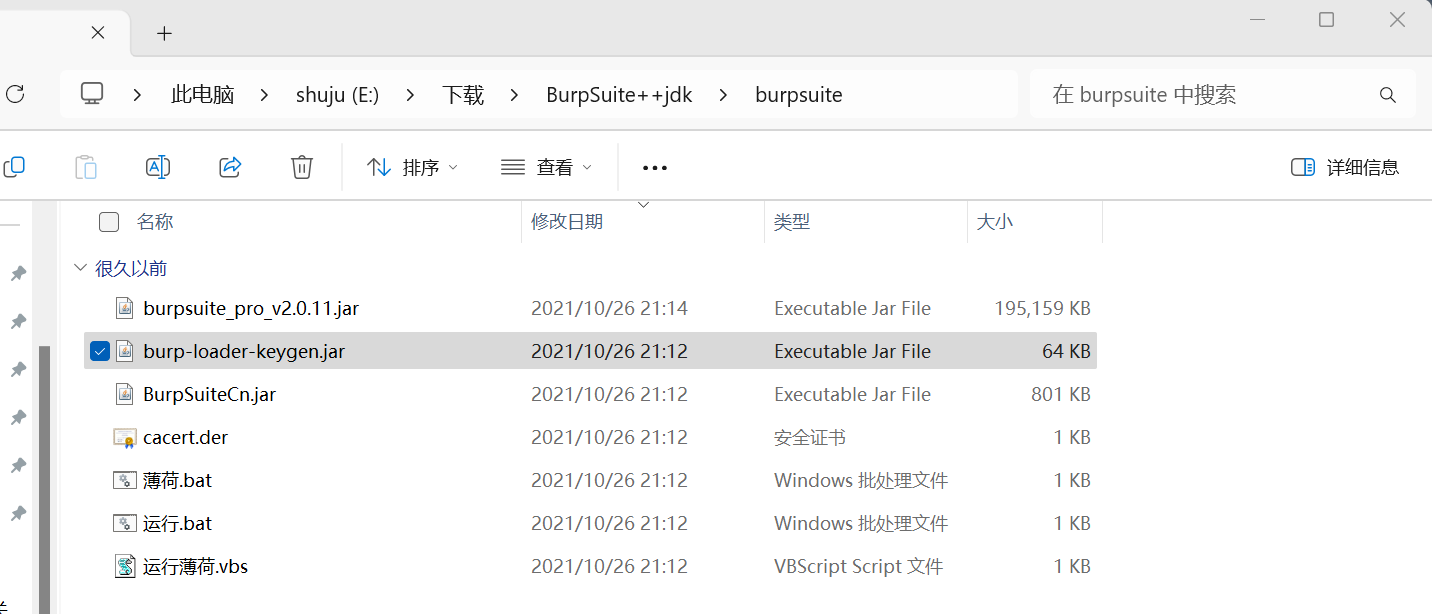 此电脑 shuju (E:) 下载 BurpSuite++jdk burpsuite 在 burpsuite 中搜索
排序 查看 详细信息
名称 修改日期 类型 大小
很久以前
burpsuite_pro_v2.0.11.jar 2021/10/26 21:14 Executable Jar File 195,159 KB
burp-loader-keygen.jar 2021/10/26 21:12 Executable Jar File 64 KB
BurpSuiteCn.jar 2021/10/26 21:12 Executable Jar File 801 KB
cacert.der 2021/10/26 21:12 安全证书 1 KB
薄荷.bat 2021/10/26 21:12 Windows 批处理文件 1 KB
运行.bat 2021/10/26 21:12 Windows 批处理文件 1 KB
运行薄荷.vbs 2021/10/26 21:12 VBScript Script 文件 1 KB